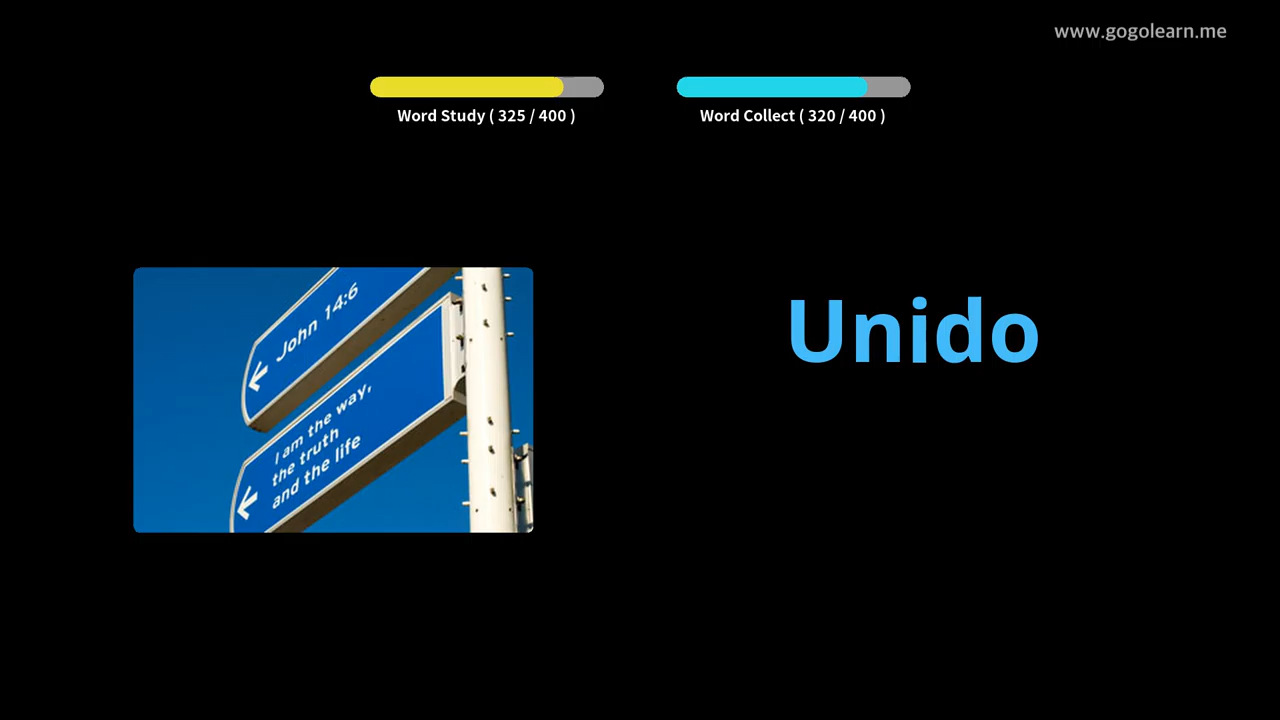 www.gogolearn.me
Word Study ( 325 / 400 )
Word Collect ( 320 / 400 )
John 14:6
I am the way,
the truth
and the life
Unido